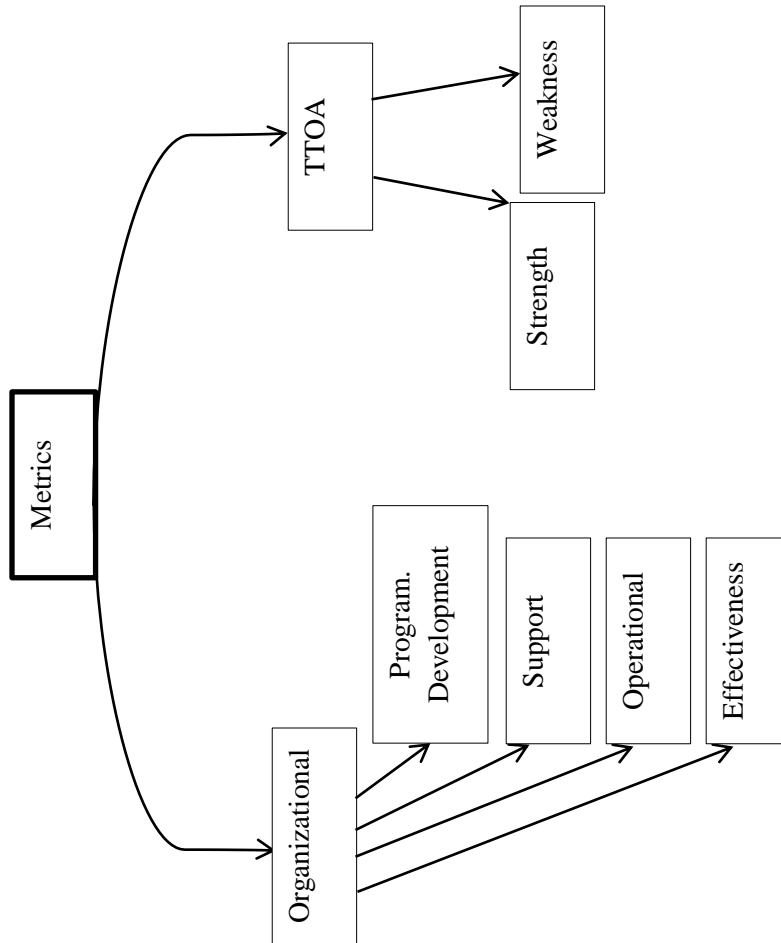 Metrics
Organizational
TTOA
Program.
Development
Support
Operational
Effectiveness
Strength
Weakness